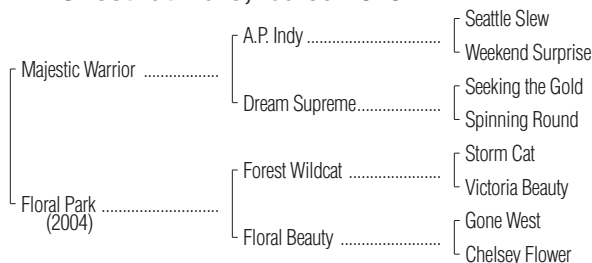 Seattle Slew
A.P. Indy ..............................
Weekend Surprise
Majestic Warrior .................
Seeking the Gold
Dream Supreme...................
Spinning Round
Storm Cat
Forest Wildcat .....................
Victoria Beauty
Floral Park ..........................
(2004)
Gone West
Floral Beauty .......................
Chelsey Flower